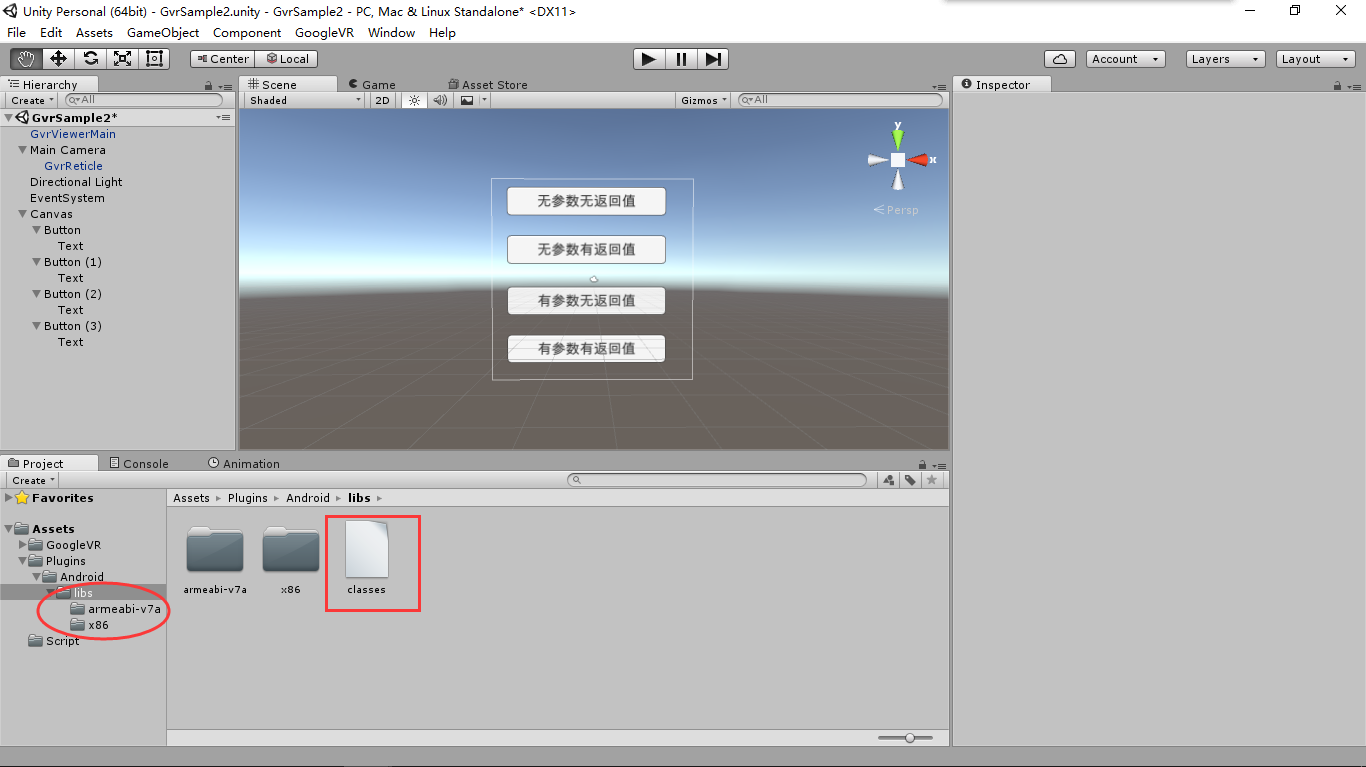 Unity Personal (64bit) - GvrSample2.unity - GvrSample2 - PC, Mac & Linux Standalone* <DX11>
File Edit Assets GameObject Component GoogleVR Window Help
Center Local Account Layers Layout
Hierarchy
Create All
GvrSample2*
GvrViewerMain
Main Camera
GvrReticle
Directional Light
EventSystem
Canvas
Button
Text
Button (1)
Text
Button (2)
Text
Button (3)
Text
Scene Game Asset Store
Shaded 2D Gizmos All
y
x
Persp
无参数无返回值
无参数有返回值
有参数无返回值
有参数有返回值
Inspector
Project Console Animation
Create
Favorites
Assets
GoogleVR
Plugins
Android
libs
armeabi-v7a
x86
Script
Assets Plugins Android libs
armeabi-v7a x86 classes